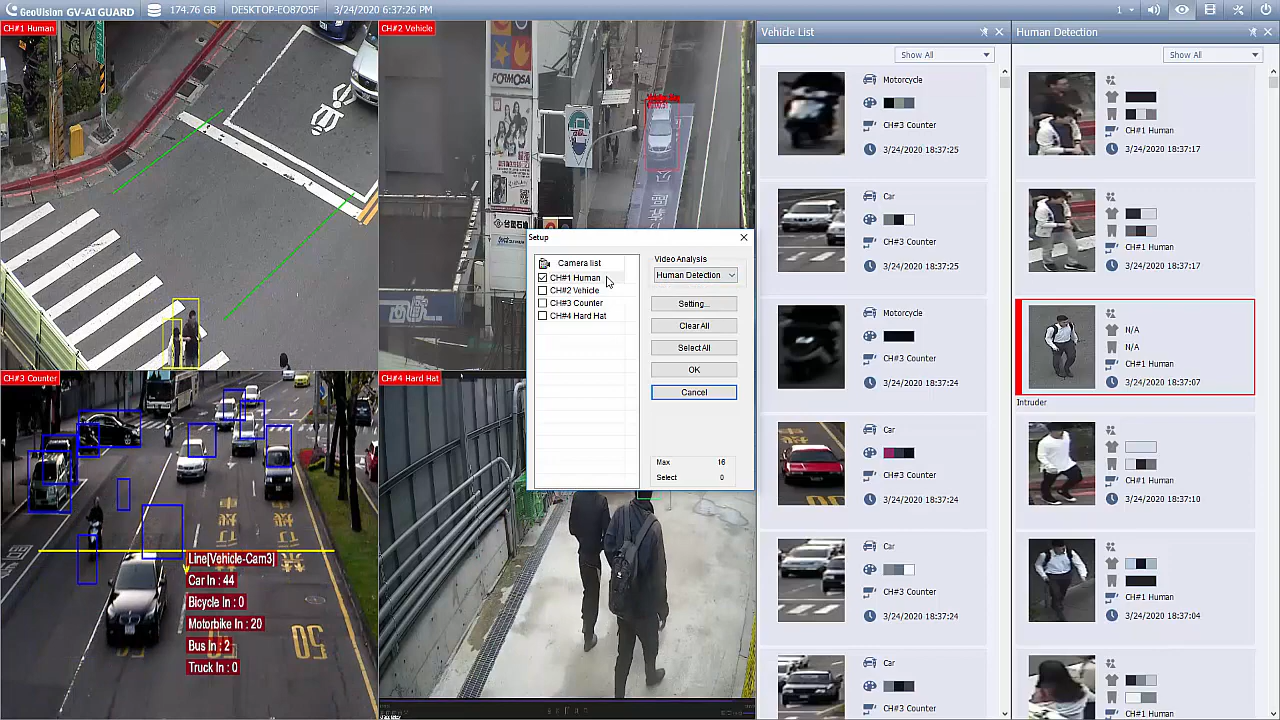 GeoVision GV-AI GUARD 174.76 GB DESKTOP-EO87O5F 3/24/2020 6:37:26 PM 1
CH#1 Human
CH#2 Vehicle
FORMOSA
CH#3 Counter
Line[Vehicle-Cam3]
Car In : 44
Bicycle In : 0
Motorbike In : 20
Bus In : 2
Truck In : 0
50
CH#4 Hard Hat
Setup
Camera list
CH#1 Human
CH#2 Vehicle
CH#3 Counter
CH#4 Hard Hat
Video Analysis
Human Detection
Setting...
Clear All
Select All
OK
Cancel
Max 16
Select 0
Vehicle List
Show All
Motorcycle
CH#3 Counter
3/24/2020 18:37:25
Car
CH#3 Counter
3/24/2020 18:37:25
Motorcycle
CH#3 Counter
3/24/2020 18:37:24
Car
CH#3 Counter
3/24/2020 18:37:24
Car
CH#3 Counter
3/24/2020 18:37:24
Car
CH#3 Counter
Human Detection
Show All
CH#1 Human
3/24/2020 18:37:17
CH#1 Human
3/24/2020 18:37:17
N/A
N/A
CH#1 Human
3/24/2020 18:37:07
Intruder
CH#1 Human
3/24/2020 18:37:10
CH#1 Human
3/24/2020 18:37:04
CH#1 Human